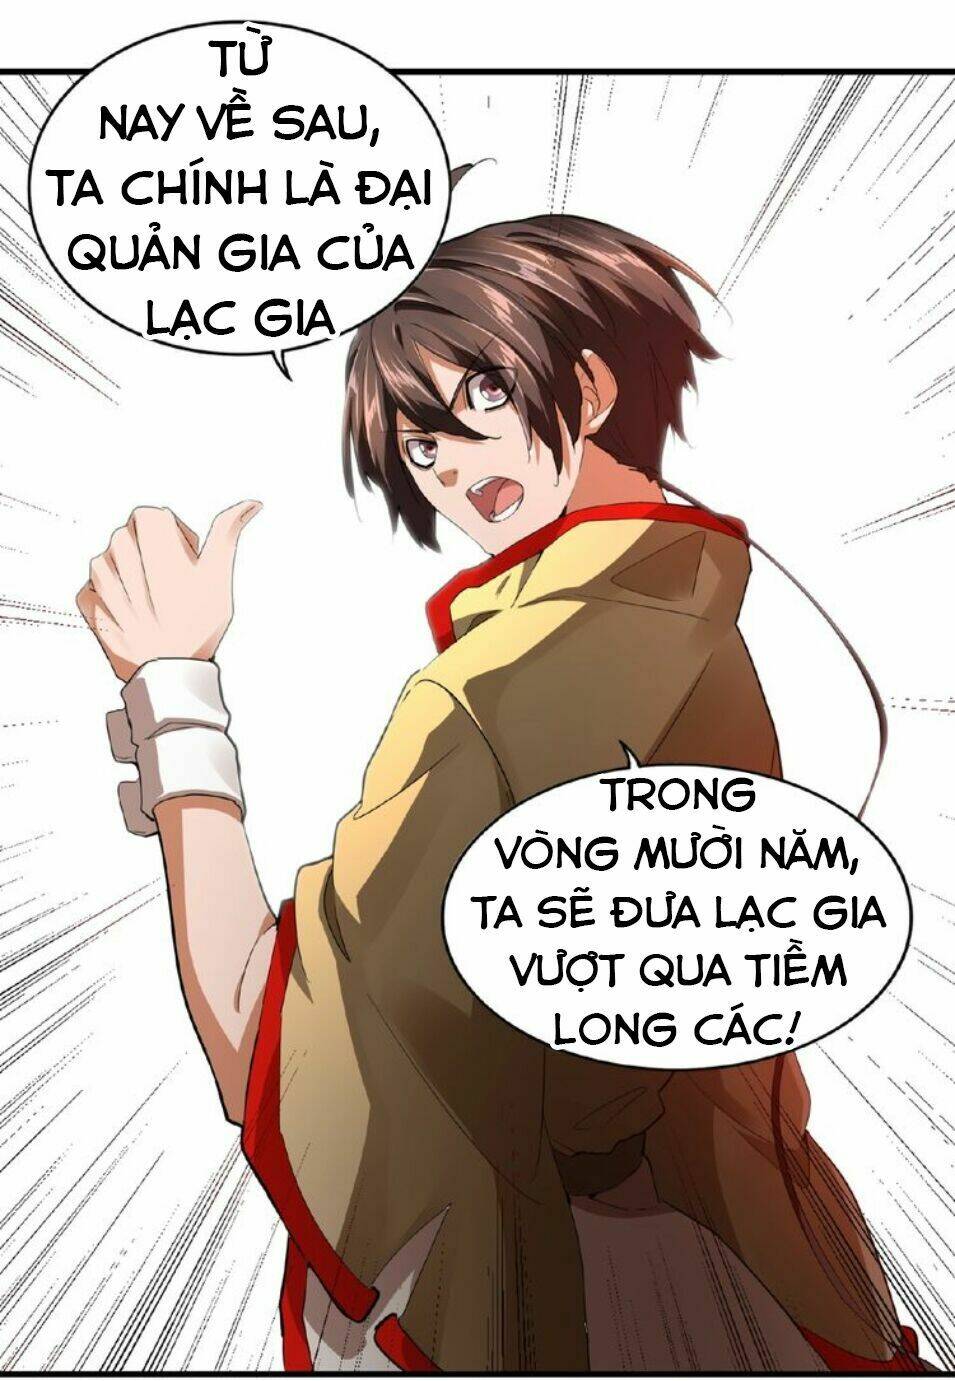 TỪ
NAY VỀ SAU,
TA CHÍNH LÀ ĐẠI
QUẢN GIA CỦA
LẠC GIA
TRONG
VÒNG MƯỜI NĂM,
TA SẼ ĐƯA LẠC GIA
VƯỢT QUA TIỀM
LONG CÁC!